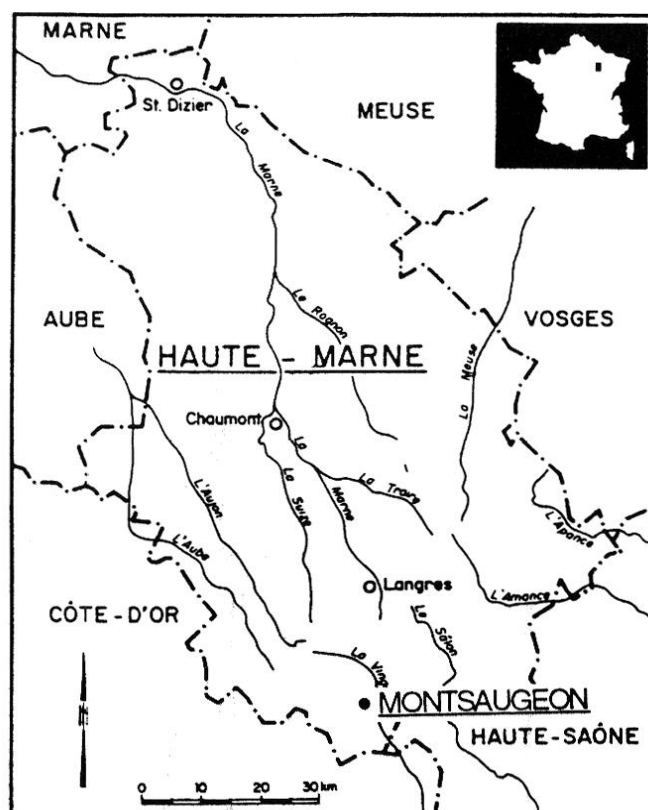 MARNE
St. Dizier
MEUSE
La
Marne
AUBE
Le Rognon
VOSGES
HAUTE - MARNE
La Meuse
Chaumont
La
Marne
La Traire
La Suize
L'Aujon
L'Aube
L'Apance
Langres
L'Amance
CÔTE-D'OR
Le Sâlon
La Ving
MONTSAUGEON
HAUTE-SAÔNE
0 10 20 30 km